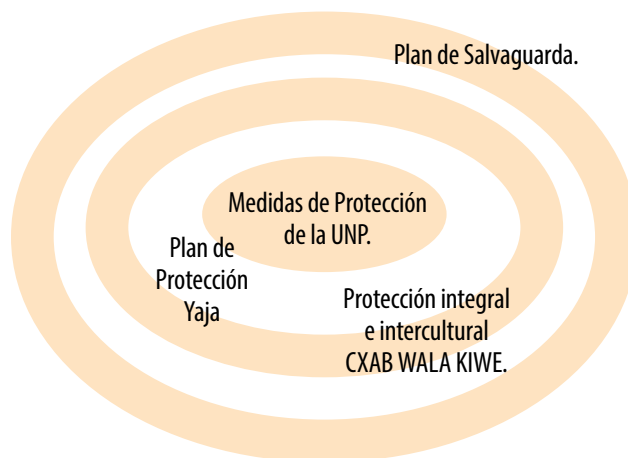 Plan de Salvaguarda.
Medidas de Protección
de la UNP.
Plan de
Protección
Yaja
Protección integral
e intercultural
CXAB WALA KIWE.